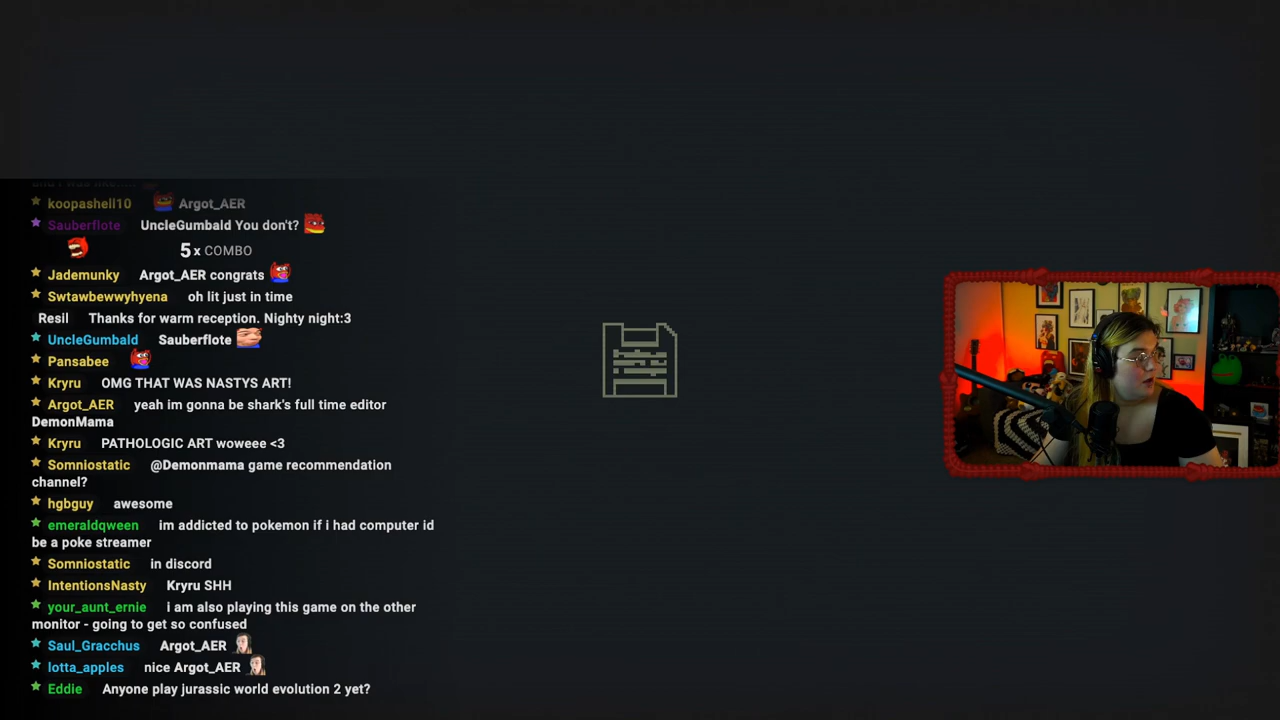 koopashell10 Argot_AER
Sauberflote UncleGumbald You don't?
5x COMBO
Jademunky Argot_AER congrats
Swtawbewwyhyena oh lit just in time
Resil Thanks for warm reception. Nighty night:3
UncleGumbald Sauberflote
Pansabee
Kryru OMG THAT WAS NASTYS ART!
Argot_AER yeah im gonna be shark's full time editor
DemonMama
Kryru PATHOLOGIC ART woweee <3
Somniostatic @Demonmama game recommendation
channel?
hgbguy awesome
emeraldqween im addicted to pokemon if i had computer id
be a poke streamer
Somniostatic in discord
IntentionsNasty Kryru SHH
your_aunt_ernie i am also playing this game on the other
monitor - going to get so confused
Saul_Gracchus Argot_AER
lotta_apples nice Argot_AER
Eddie Anyone play jurassic world evolution 2 yet?